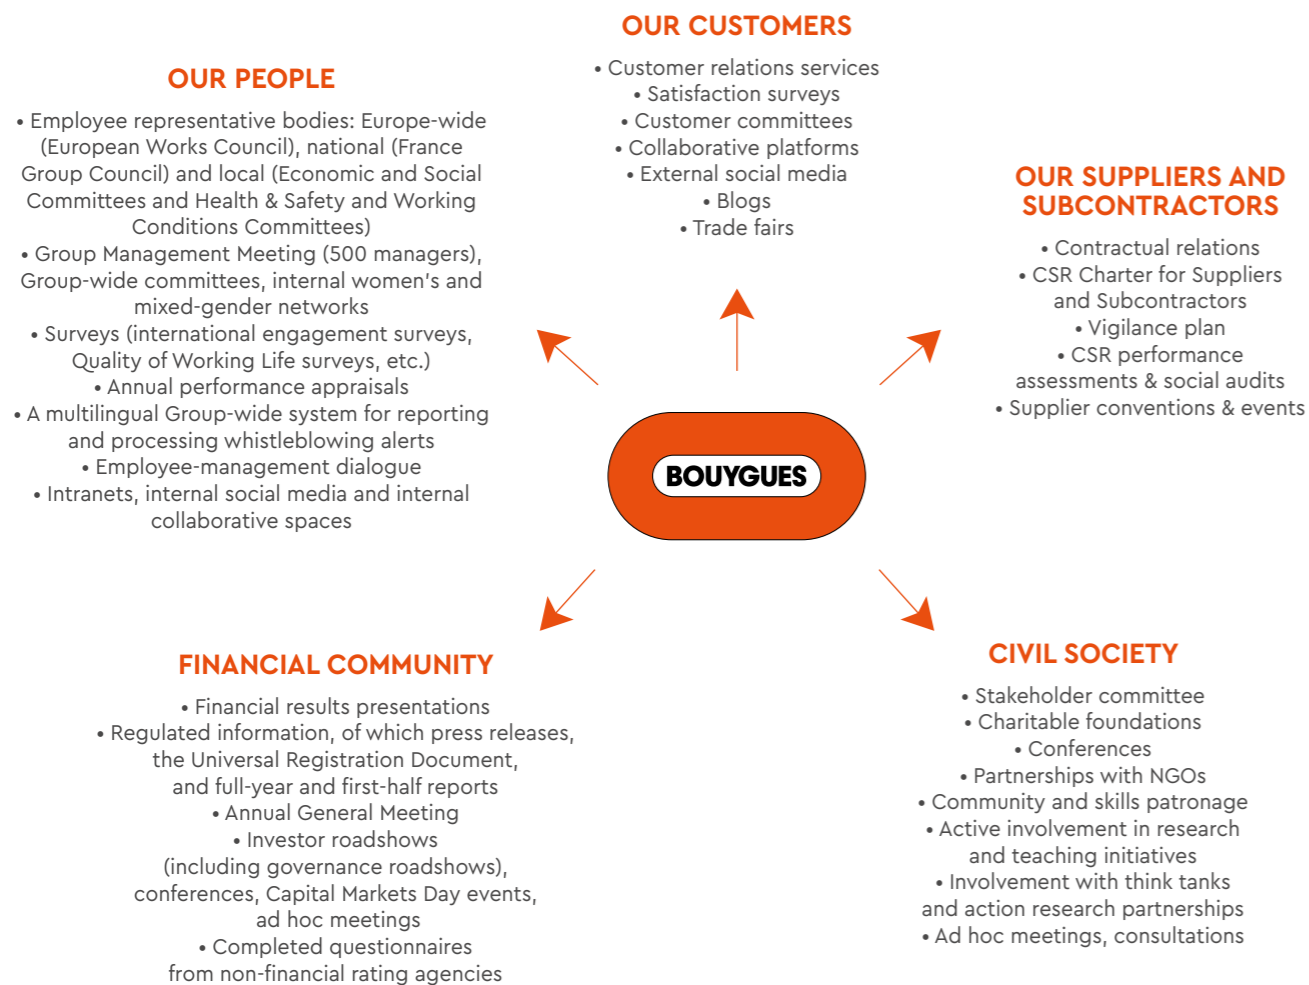 OUR CUSTOMERS
• Customer relations services
• Satisfaction surveys
• Customer committees
• Collaborative platforms
• External social media
• Blogs
• Trade fairs
OUR PEOPLE
• Employee representative bodies: Europe-wide
(European Works Council), national (France
Group Council) and local (Economic and Social
Committees and Health & Safety and Working
Conditions Committees)
• Group Management Meeting (500 managers),
Group-wide committees, internal women's and
mixed-gender networks
• Surveys (international engagement surveys,
Quality of Working Life surveys, etc.)
• Annual performance appraisals
• A multilingual Group-wide system for reporting
and processing whistleblowing alerts
• Employee-management dialogue
• Intranets, internal social media and internal
collaborative spaces
OUR SUPPLIERS AND
SUBCONTRACTORS
• Contractual relations
• CSR Charter for Suppliers
and Subcontractors
• Vigilance plan
• CSR performance
assessments & social audits
• Supplier conventions & events
BOUYGUES
FINANCIAL COMMUNITY
• Financial results presentations
• Regulated information, of which press releases,
the Universal Registration Document,
and full-year and first-half reports
• Annual General Meeting
• Investor roadshows
(including governance roadshows),
conferences, Capital Markets Day events,
ad hoc meetings
• Completed questionnaires
from non-financial rating agencies
CIVIL SOCIETY
• Stakeholder committee
• Charitable foundations
• Conferences
• Partnerships with NGOs
• Community and skills patronage
• Active involvement in research
and teaching initiatives
• Involvement with think tanks
and action research partnerships
• Ad hoc meetings, consultations